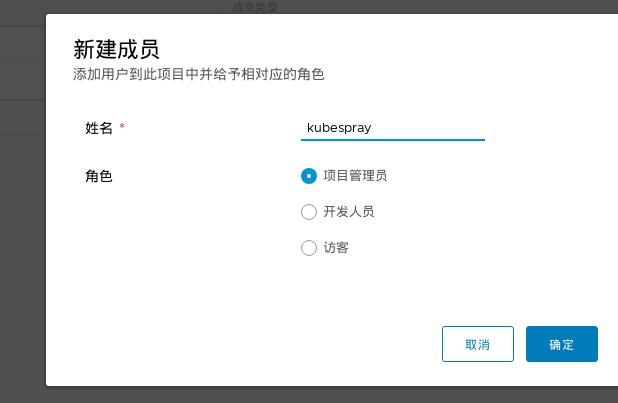 成员类型
新建成员
添加用户到此项目中并给予相对应的角色
姓名 *
kubespray
角色
项目管理员
开发人员
访客
取消
确定